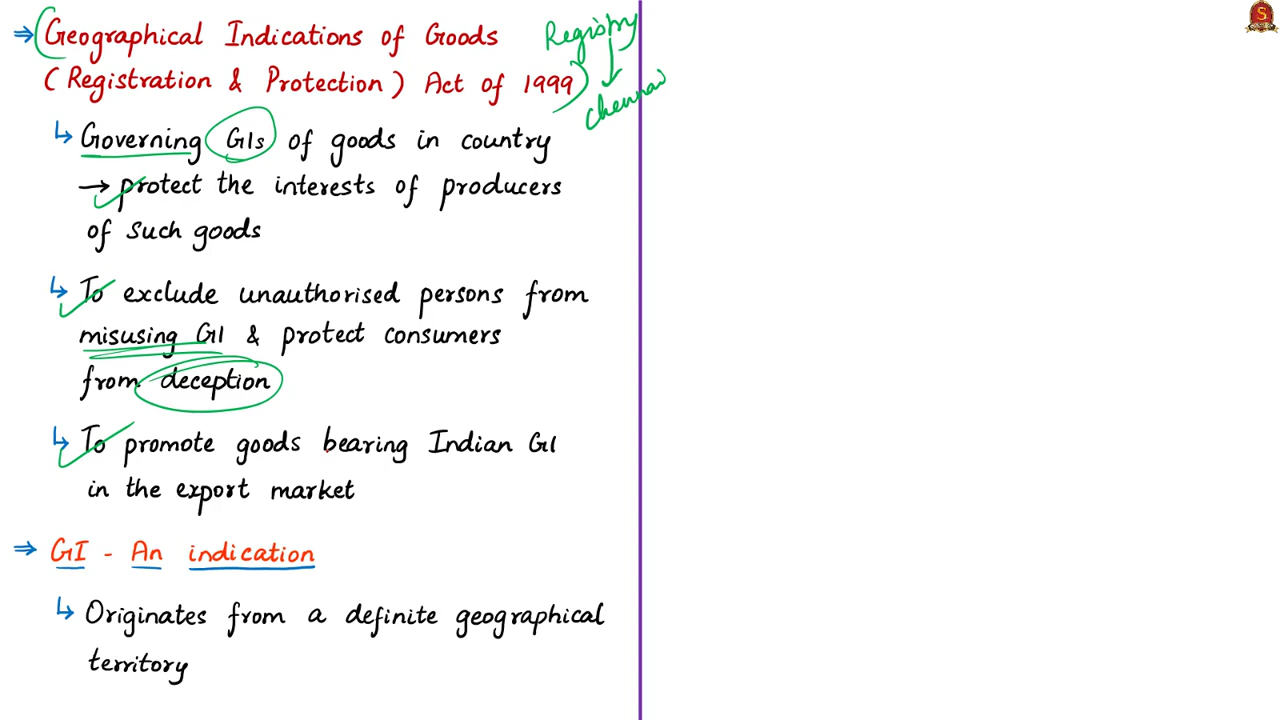 ⇒ Geographical Indications of Goods
(Registration & Protection) Act of 1999
Registry
↓
Chennai
↳ Governing GIs of goods in country
→ protect the interests of producers
of such goods
↳ To exclude unauthorised persons from
misusing GI & protect consumers
from deception
↳ To promote goods bearing Indian GI
in the export market
⇒ GI - An indication
↳ Originates from a definite geographical
territory
S